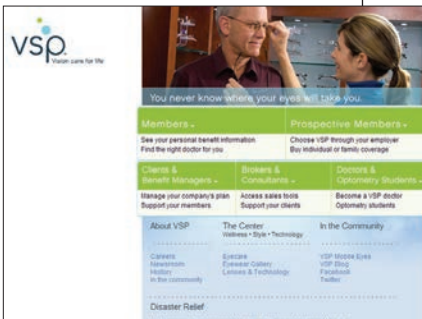 vsp.
Vision care for life
You never know where your eyes will take you.
Members
Prospective Members
See your personal benefit information
Find the right doctor for you
Choose VSP through your employer
Buy individual or family coverage
Clients &
Benefit Managers
Brokers &
Consultants
Doctors &
Optometry Students
Manage your company's plan
Support your members
Access sales tools
Support your clients
Become a VSP doctor
Optometry students
About VSP
The Center
Wellness • Style • Technology
In the Community
Careers
Newsroom
History
In the community
Eyecare
Eyewear Gallery
Lenses & Technology
VSP Mobile Eyes
VSP Blog
Facebook
Twitter
Disaster Relief